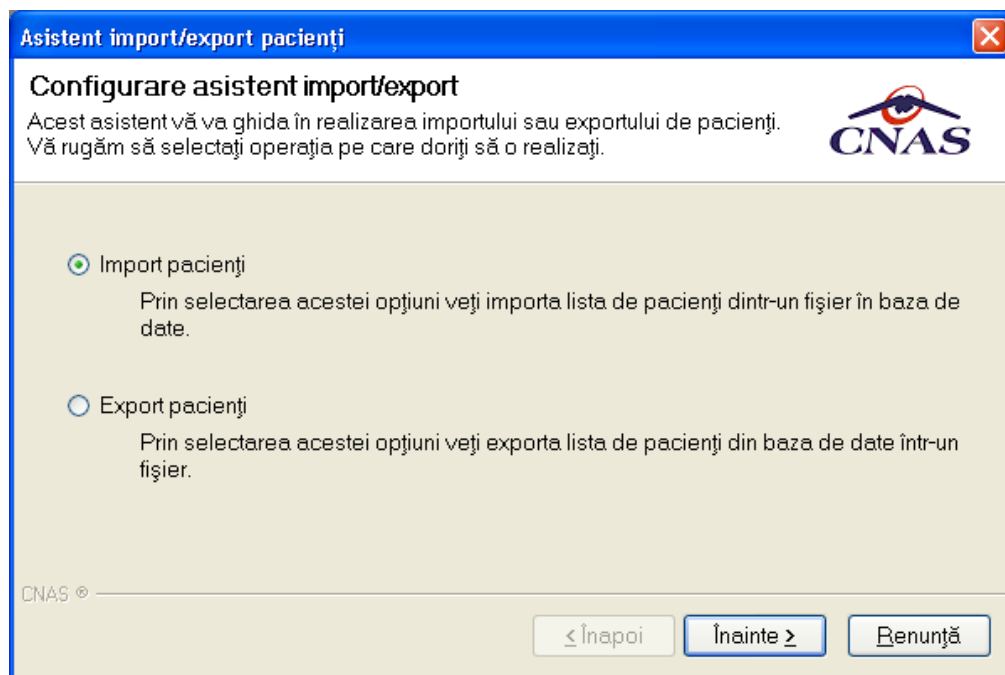 Asistent import/export pacienţi
Configurare asistent import/export
Acest asistent vă va ghida în realizarea importului sau exportului de pacienţi.
Vă rugăm să selectaţi operaţia pe care doriţi să o realizaţi.
CNAS
Import pacienţi
Prin selectarea acestei opţiuni veţi importa lista de pacienţi dintr-un fişier în baza de
date.
Export pacienţi
Prin selectarea acestei opţiuni veţi exporta lista de pacienţi din baza de date într-un
fişier.
CNAS ®
< Înapoi
Înainte >
Renunţă